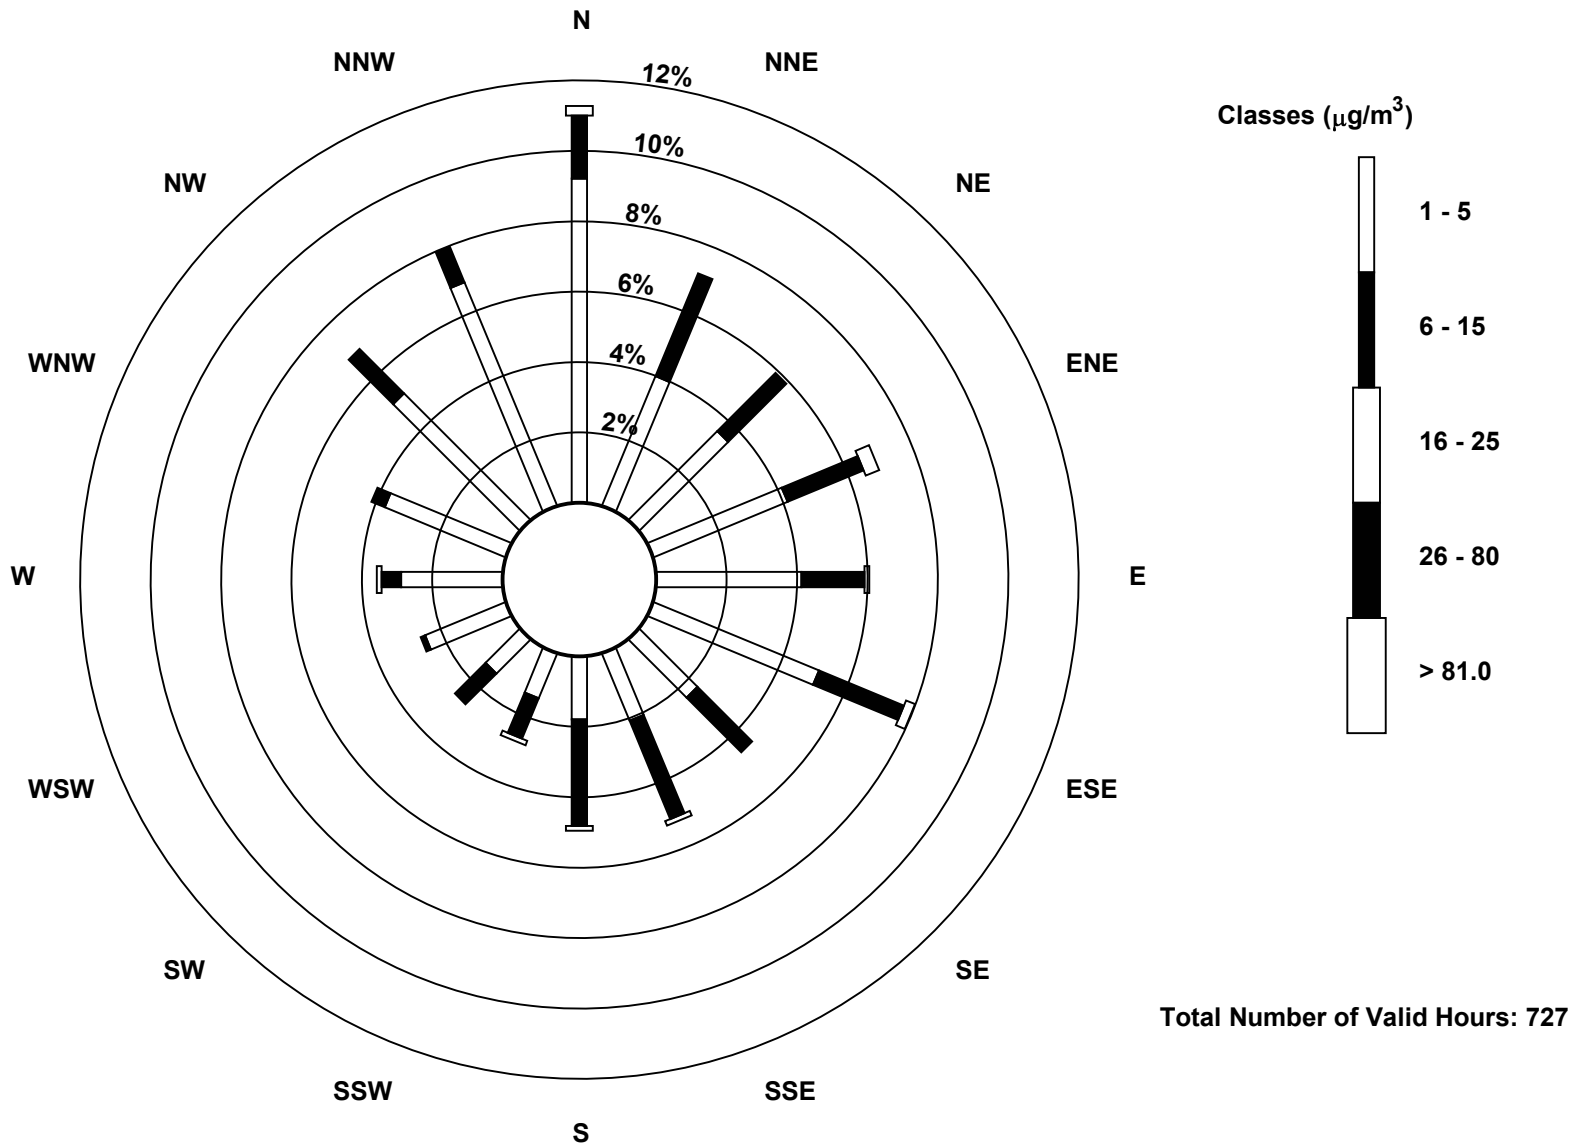 N
NNW
NNE
12%
Classes (μg/m3)
10%
NW
NE
1 - 5
8%
6%
6 - 15
4%
WNW
ENE
2%
16 - 25
26 - 80
W
E
> 81.0
WSW
ESE
SW
SE
Total Number of Valid Hours: 727
SSW
SSE
S